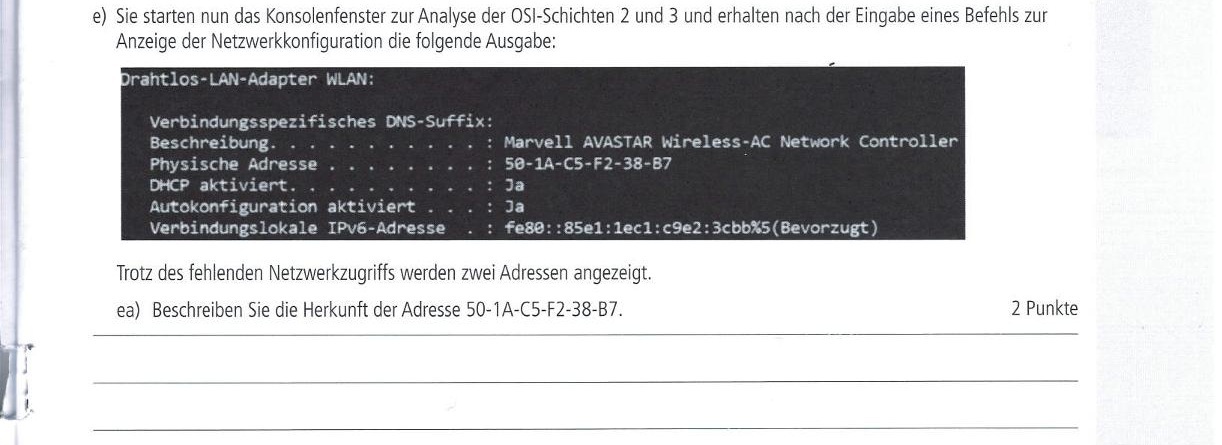 e) Sie starten nun das Konsolenfenster zur Analyse der OSI-Schichten 2 und 3 und erhalten nach der Eingabe eines Befehls zur
Anzeige der Netzwerkkonfiguration die folgende Ausgabe:
Drahtlos-LAN-Adapter WLAN:
Verbindungsspezifisches DNS-Suffix:
Beschreibung. . . . . . . . . . . : Marvell AVASTAR Wireless-AC Network Controller
Physische Adresse . . . . . . . . : 50-1A-C5-F2-38-B7
DHCP aktiviert. . . . . . . . . . : Ja
Autokonfiguration aktiviert . . . : Ja
Verbindungslokale IPv6-Adresse . : fe80::85e1:1ec1:c9e2:3cbb%5(Bevorzugt)
Trotz des fehlenden Netzwerkzugriffs werden zwei Adressen angezeigt.
ea) Beschreiben Sie die Herkunft der Adresse 50-1A-C5-F2-38-B7. 2 Punkte